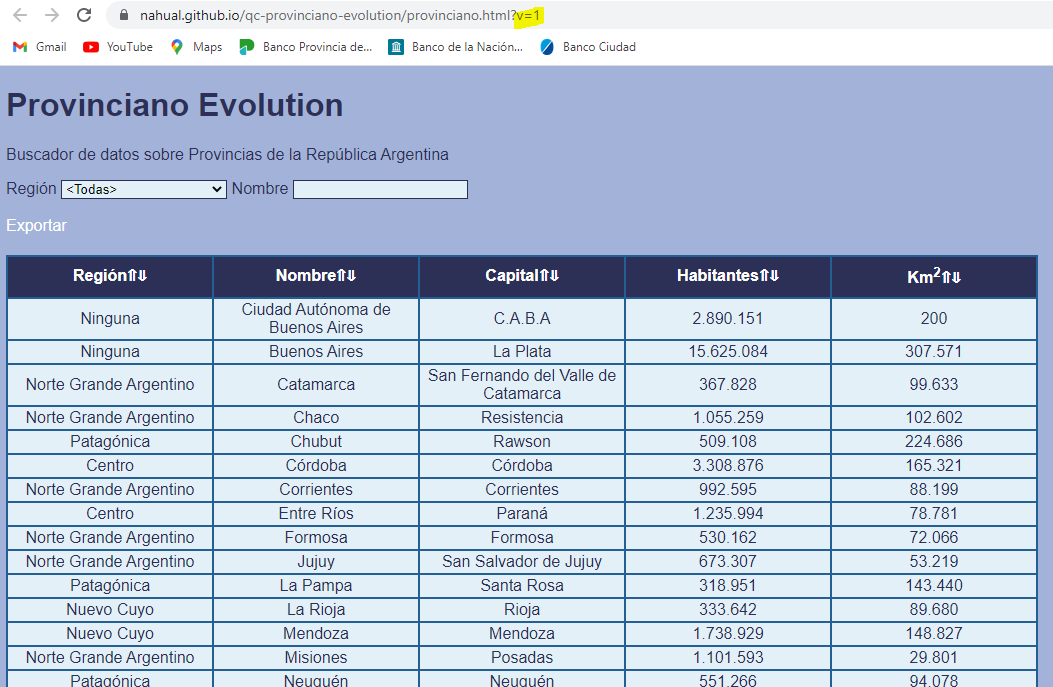 nahual.github.io/qc-provinciano-evolution/provinciano.html?v=1
Gmail YouTube Maps Banco Provincia de... Banco de la Nación... Banco Ciudad
Provinciano Evolution
Buscador de datos sobre Provincias de la República Argentina
Región <Todas> Nombre
Exportar
Región⇑⇓ Nombre⇑⇓ Capital⇑⇓ Habitantes⇑⇓ Km²⇑⇓
Ninguna Ciudad Autónoma de Buenos Aires C.A.B.A 2.890.151 200
Ninguna Buenos Aires La Plata 15.625.084 307.571
Norte Grande Argentino Catamarca San Fernando del Valle de Catamarca 367.828 99.633
Norte Grande Argentino Chaco Resistencia 1.055.259 102.602
Patagónica Chubut Rawson 509.108 224.686
Centro Córdoba Córdoba 3.308.876 165.321
Norte Grande Argentino Corrientes Corrientes 992.595 88.199
Centro Entre Ríos Paraná 1.235.994 78.781
Norte Grande Argentino Formosa Formosa 530.162 72.066
Norte Grande Argentino Jujuy San Salvador de Jujuy 673.307 53.219
Patagónica La Pampa Santa Rosa 318.951 143.440
Nuevo Cuyo La Rioja Rioja 333.642 89.680
Nuevo Cuyo Mendoza Mendoza 1.738.929 148.827
Norte Grande Argentino Misiones Posadas 1.101.593 29.801
Patagónica Neuquén Neuquén 551.266 94.078